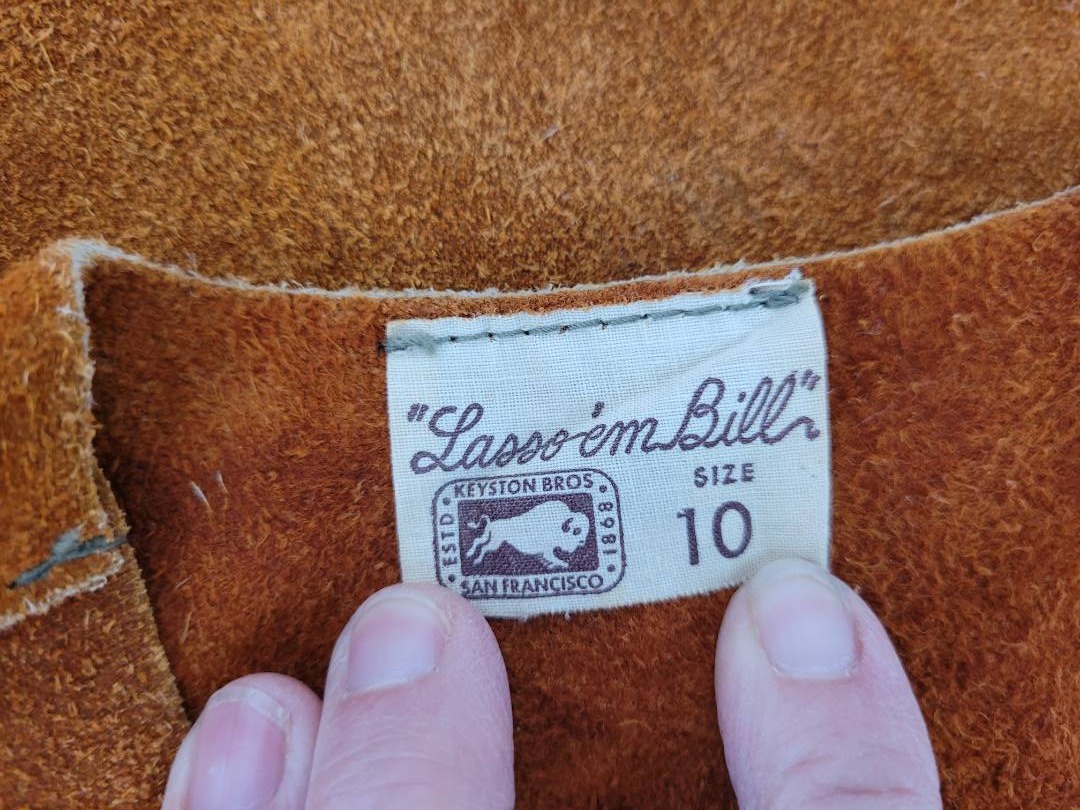 "Lasso'em Bill"
SIZE
10
KEYSTON BROS
ESTD
1868
SAN FRANCISCO